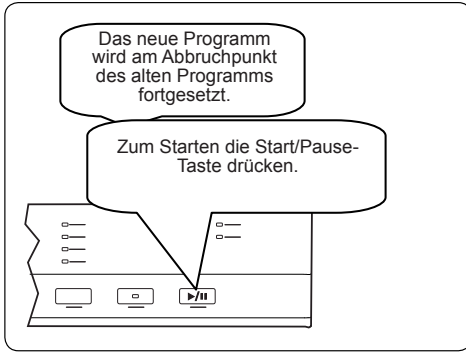 Das neue Programm
wird am Abbruchpunkt
des alten Programms
fortgesetzt.
Zum Starten die Start/Pause-
Taste drücken.